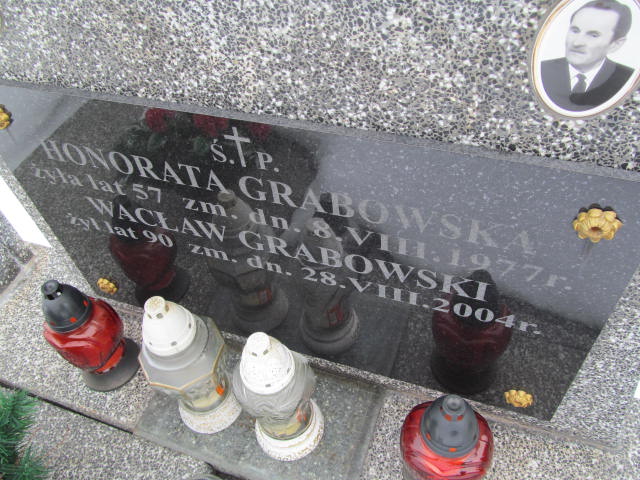 Ś. P.
HONORATA GRABOWSKA
żyła lat 57 zm. dn. 8.VIII.1977r.
WACŁAW GRABOWSKI
żył lat 90 zm. dn. 28.VIII.2004r.